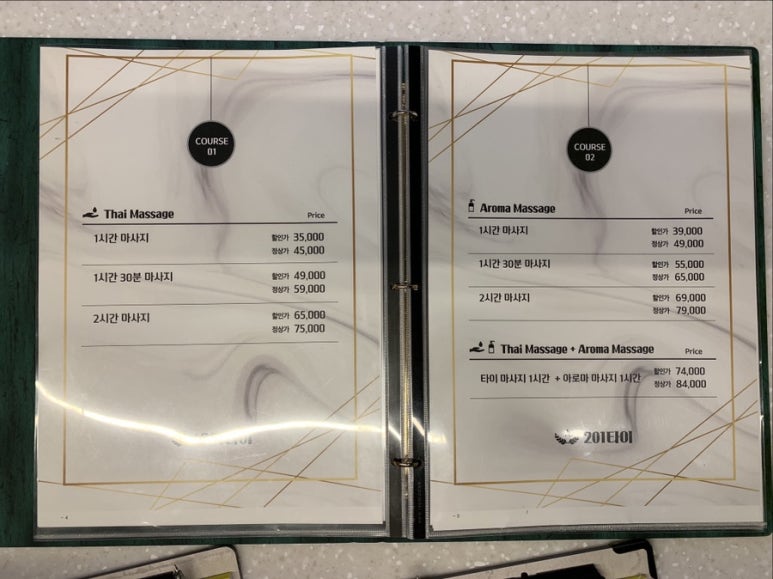 COURSE
01
Thai Massage
Price
1시간 마사지
할인가 35,000
정상가 45,000
1시간 30분 마사지
할인가 49,000
정상가 59,000
2시간 마사지
할인가 65,000
정상가 75,000
201타이
COURSE
02
Aroma Massage
Price
1시간 마사지
할인가 39,000
정상가 49,000
1시간 30분 마사지
할인가 55,000
정상가 65,000
2시간 마사지
할인가 69,000
정상가 79,000
Thai Massage + Aroma Massage
Price
타이 마사지 1시간 + 아로마 마사지 1시간
할인가 74,000
정상가 84,000
201타이